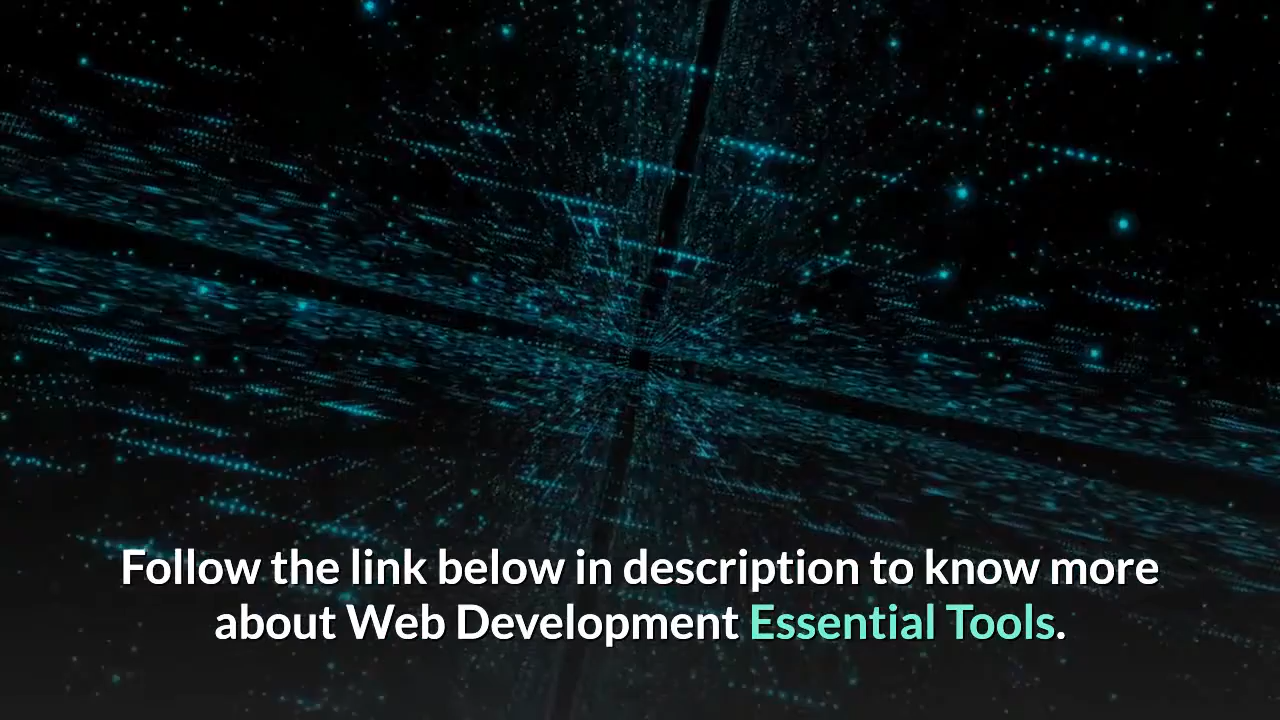 Follow the link below in description to know more
about Web Development Essential Tools.